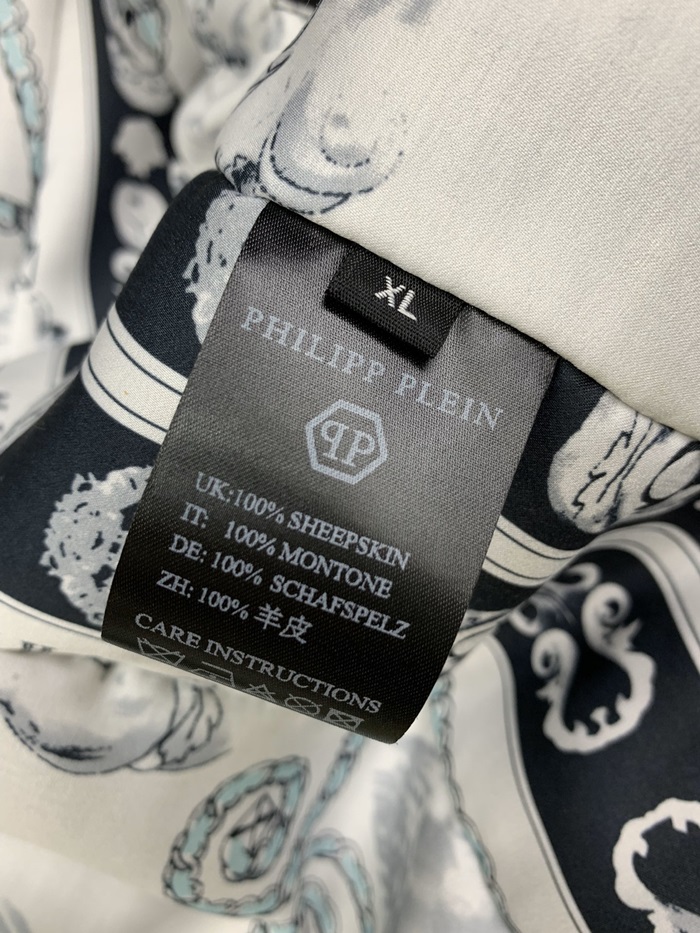 XL
PHILIPP PLEIN
PP
UK:100% SHEEPSKIN
IT: 100% MONTONE
DE: 100% SCHAFSPELZ
ZH: 100% 羊皮
CARE INSTRUCTIONS